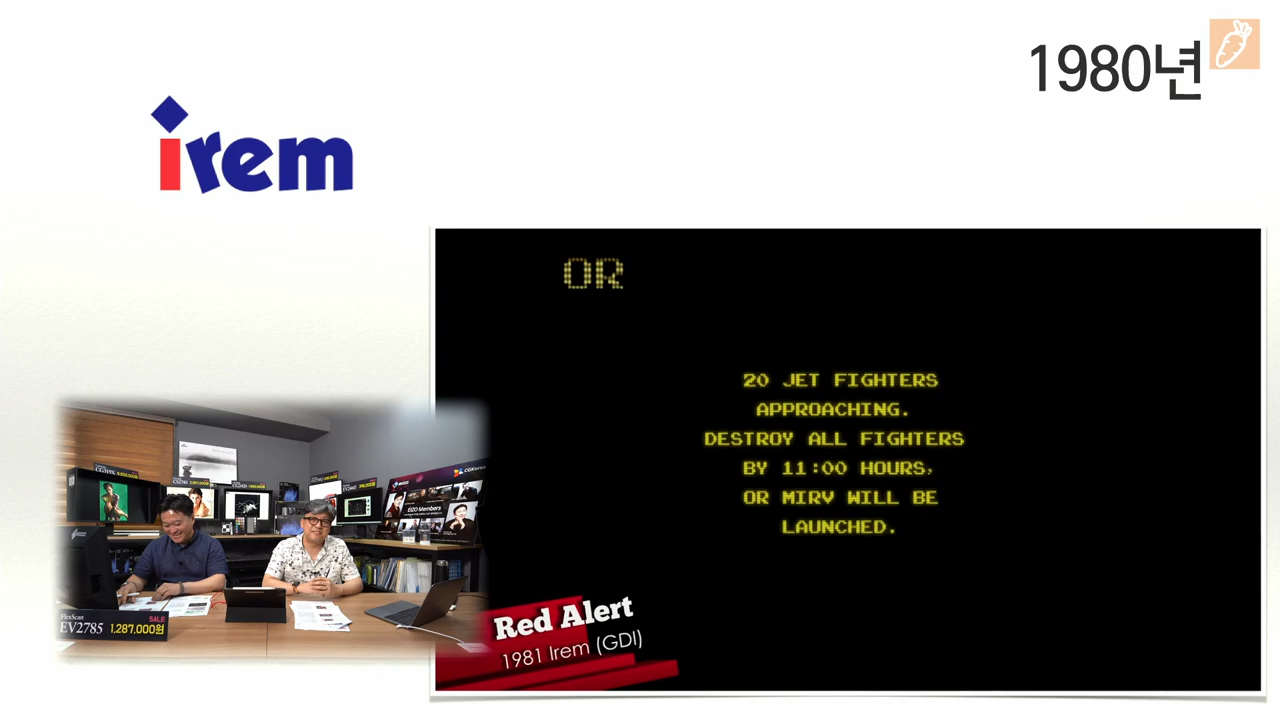 1980년
irem
OR
20 JET FIGHTERS
APPROACHING.
DESTROY ALL FIGHTERS
BY 11:00 HOURS,
OR MIRV WILL BE
LAUNCHED.
Red Alert
1981 Irem (GDI)
CGKorea
EIZO Members
EIZO
FlexScan
SALE
EV2785 1,287,000원